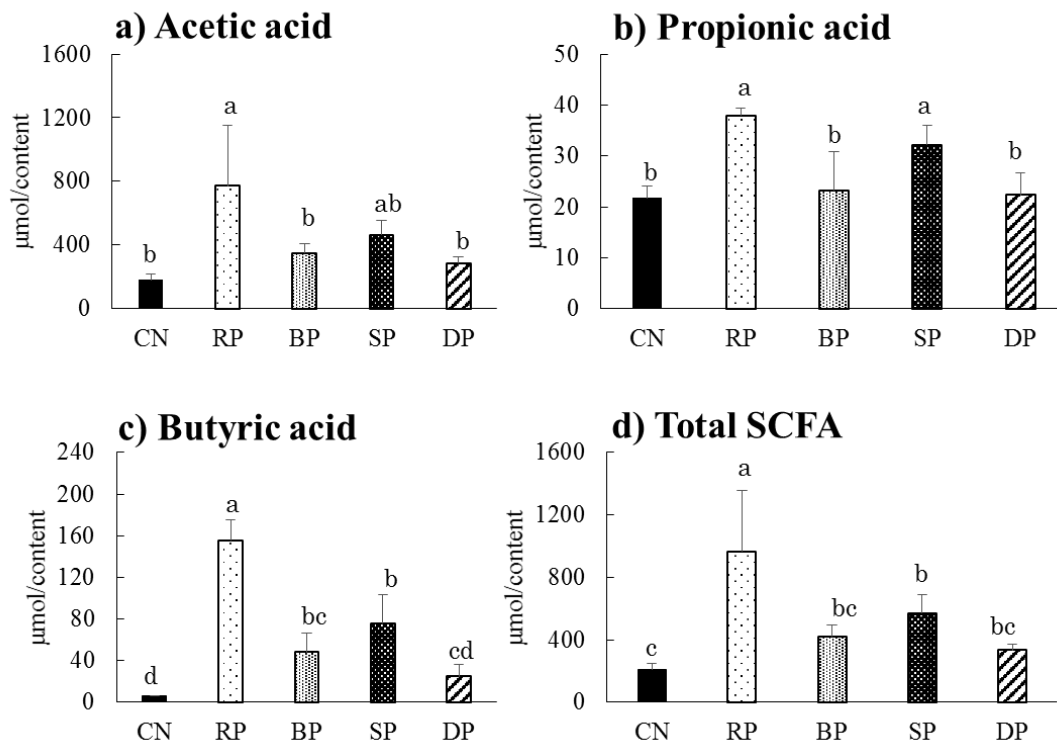 a) Acetic acid
1600
1200
800
400
0
μmol/content
b
a
b
ab
b
CN RP BP SP DP
b) Propionic acid
50
40
30
20
10
0
μmol/content
b
a
b
a
b
CN RP BP SP DP
c) Butyric acid
240
200
160
120
80
40
0
μmol/content
d
a
bc
b
cd
CN RP BP SP DP
d) Total SCFA
1600
1200
800
400
0
μmol/content
c
a
bc
b
bc
CN RP BP SP DP